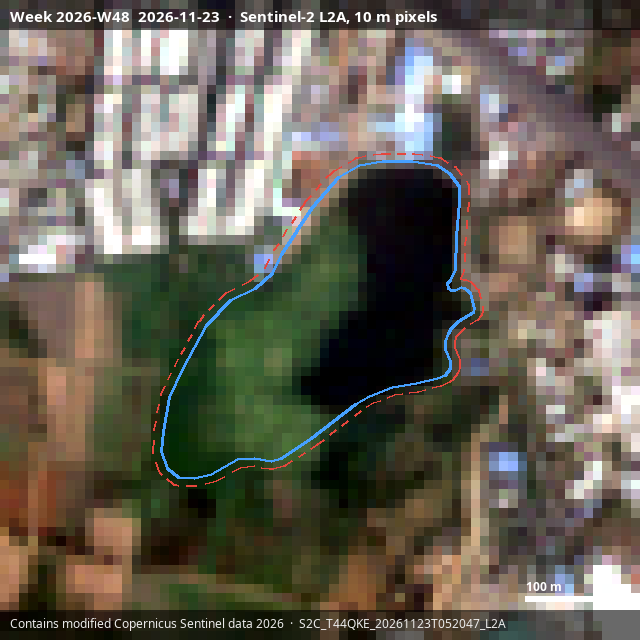 Week 2026-W48  2026-11-23  ·  Sentinel-2 L2A, 10 m pixels
100 m
Contains modified Copernicus Sentinel data 2026  ·  S2C_T44QKE_20261123T052047_L2A